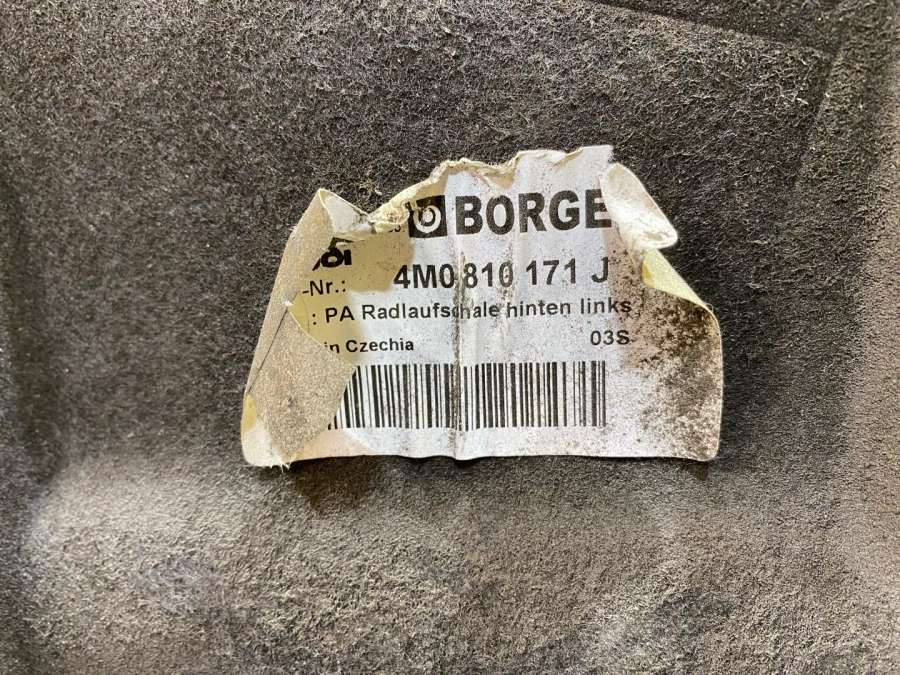 BORGE
-Nr.: 4M0 810 171 J
: PA Radlaufschale hinten links
in Czechia 03S